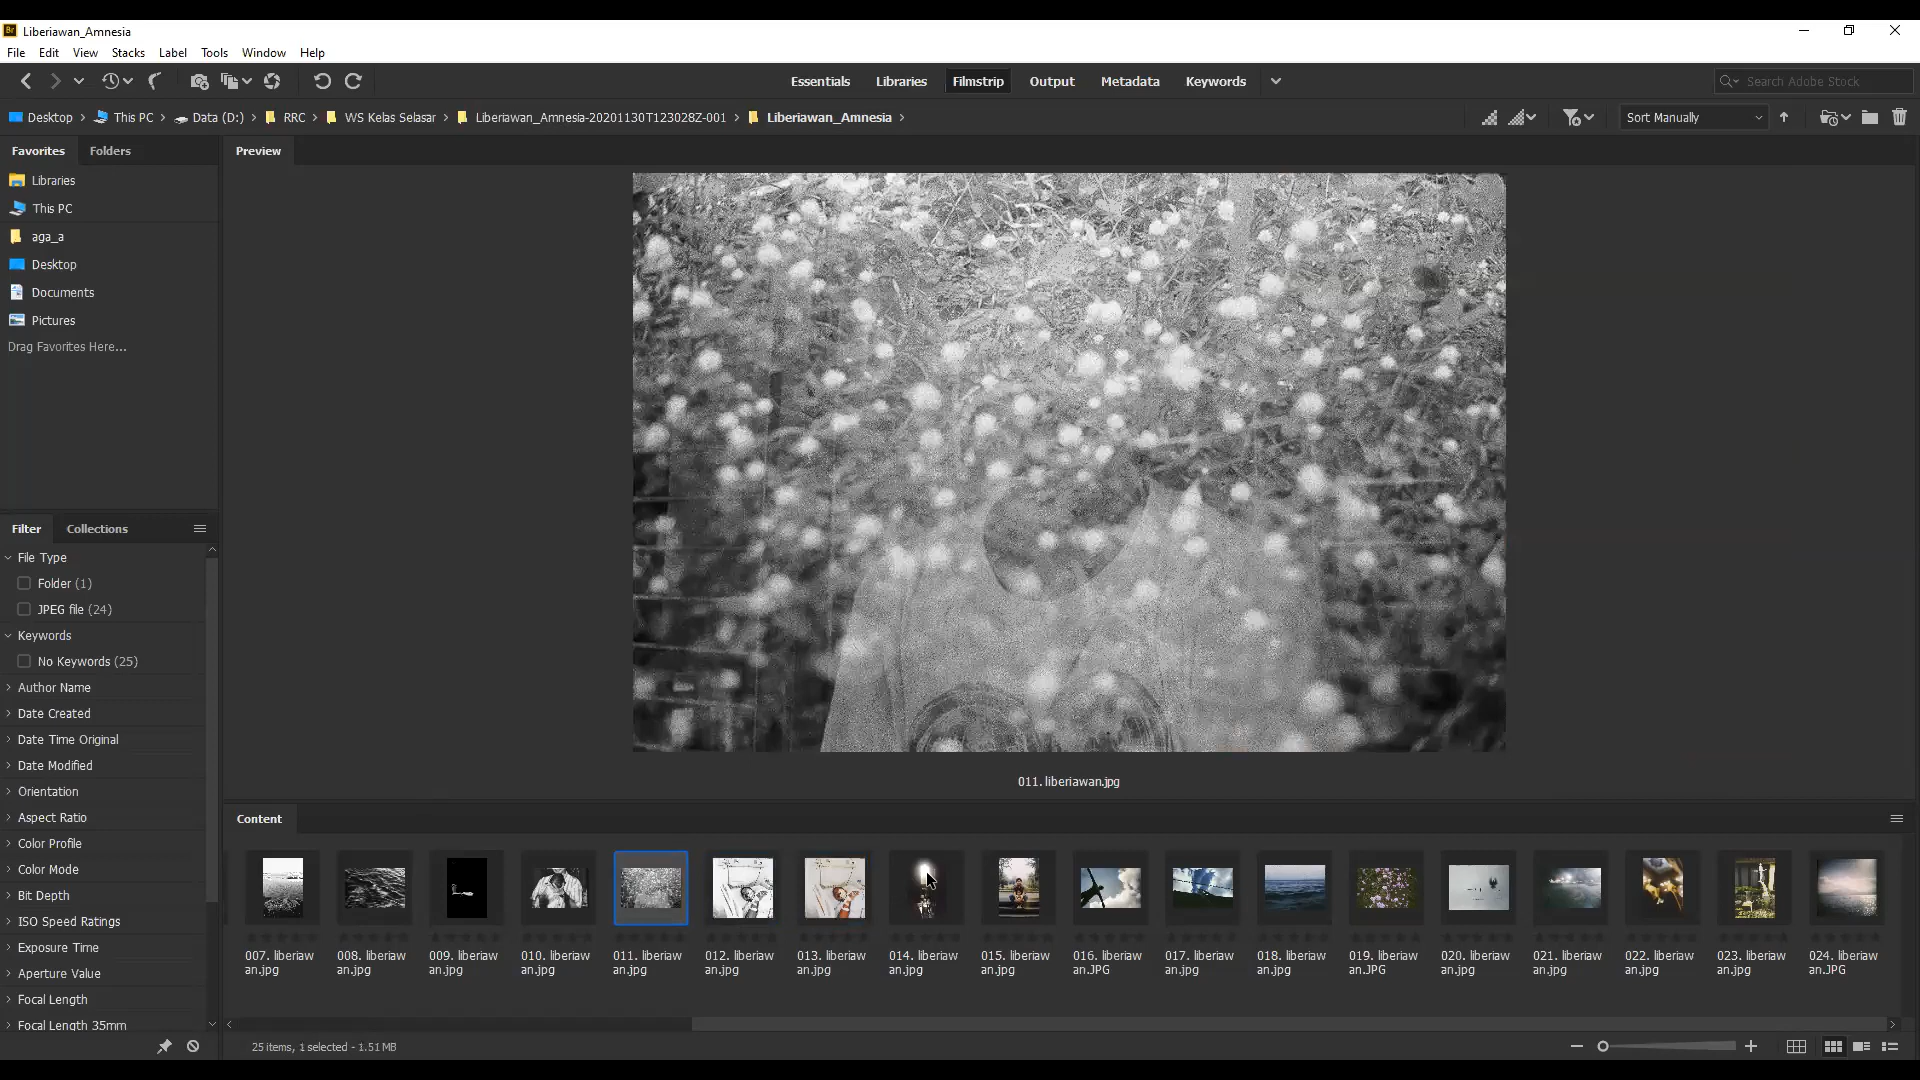 Br Liberiawan_Amnesia
File Edit View Stacks Label Tools Window Help
Essentials Libraries Filmstrip Output Metadata Keywords
Search Adobe Stock
Desktop This PC Data (D:) RRC WS Kelas Selasar Liberiawan_Amnesia-20201130T123028Z-001 Liberiawan_Amnesia
Sort Manually
Favorites Folders
Libraries
This PC
aga_a
Desktop
Documents
Pictures
Drag Favorites Here...
Preview
011. liberiawan.jpg
Filter Collections
File Type
Folder (1)
JPEG file (24)
Keywords
No Keywords (25)
Author Name
Date Created
Date Time Original
Date Modified
Orientation
Aspect Ratio
Color Profile
Color Mode
Bit Depth
ISO Speed Ratings
Exposure Time
Aperture Value
Focal Length
Focal Length 35mm
Content
007. liberiaw 008. liberiaw 009. liberiaw 010. liberiaw 011. liberiaw 012. liberiaw 013. liberiaw 014. liberiaw 015. liberiaw 016. liberiaw 017. liberiaw 018. liberiaw 019. liberiaw 020. liberiaw 021. liberiaw 022. liberiaw 023. liberiaw 024. liberiaw
an.jpg an.jpg an.jpg an.jpg an.jpg an.jpg an.jpg an.jpg an.jpg an.JPG an.jpg an.jpg an.JPG an.jpg an.jpg an.jpg an.jpg an.JPG
25 items, 1 selected - 1.51 MB